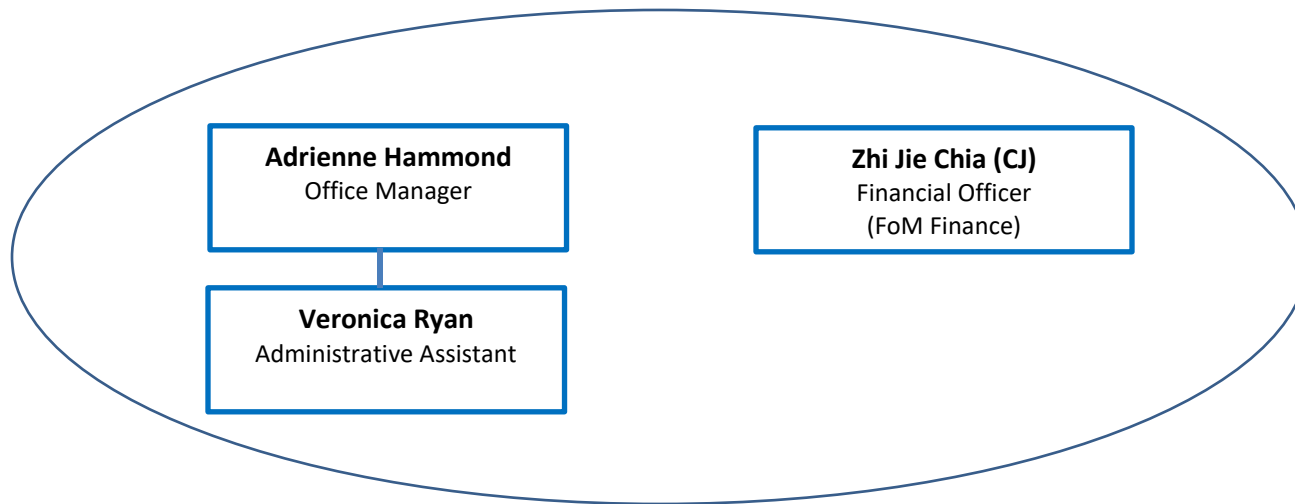 Adrienne Hammond
Office Manager
Zhi Jie Chia (CJ)
Financial Officer
(FoM Finance)
Veronica Ryan
Administrative Assistant